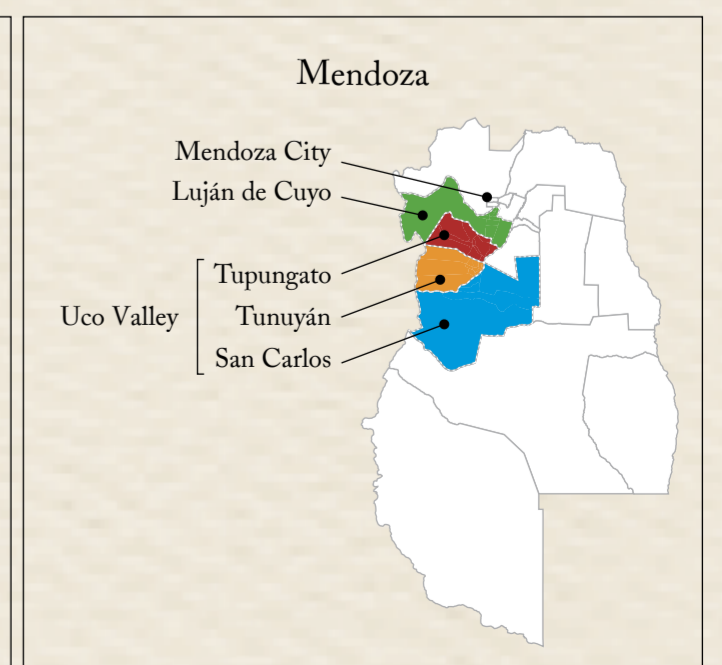 Mendoza
Mendoza City
Luján de Cuyo
Tupungato
Uco Valley
Tunuyán
San Carlos